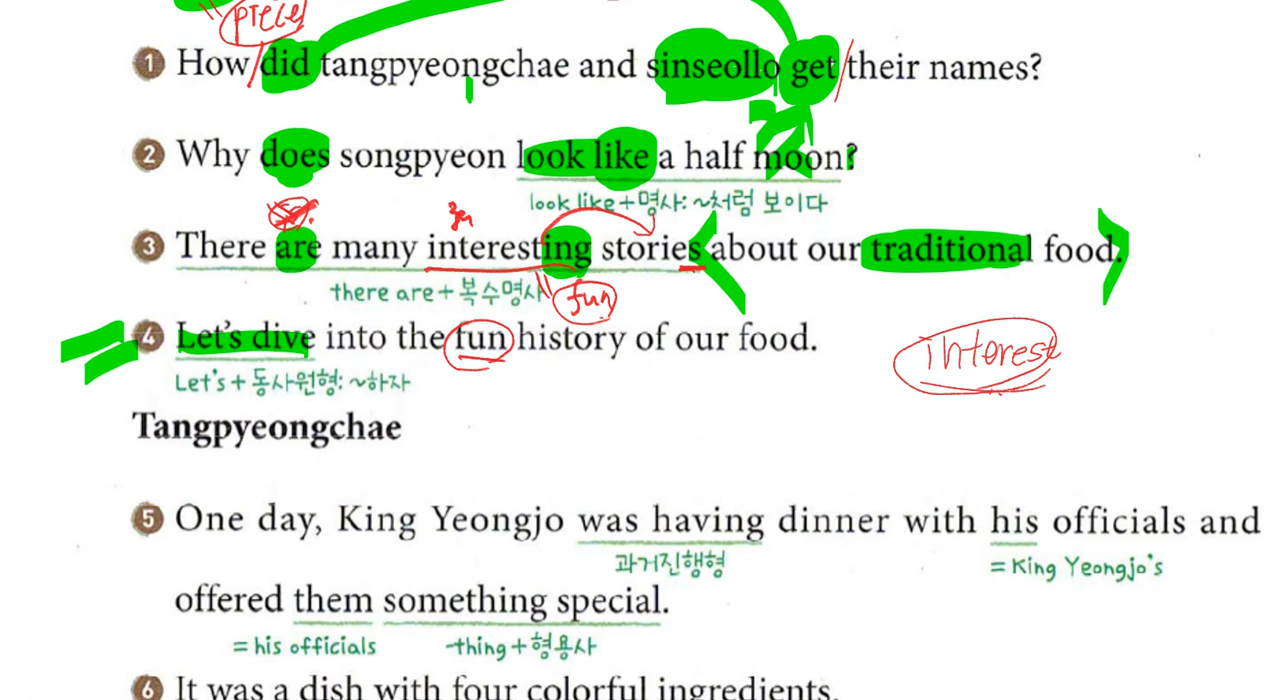 piece
1 How did tangpyeongchae and sinseollo get their names?
2 Why does songpyeon look like a half moon?
look like + 명사: ~처럼 보이다
3 There are many interesting stories about our traditional food.
there are + 복수명사
fun
4 Let's dive into the fun history of our food.
interest
Let's + 동사원형: ~하자
Tangpyeongchae
5 One day, King Yeongjo was having dinner with his officials and
과거진행형
= King Yeongjo's
offered them something special.
= his officials
-thing + 형용사
6 It was a dish with four colorful ingredients.